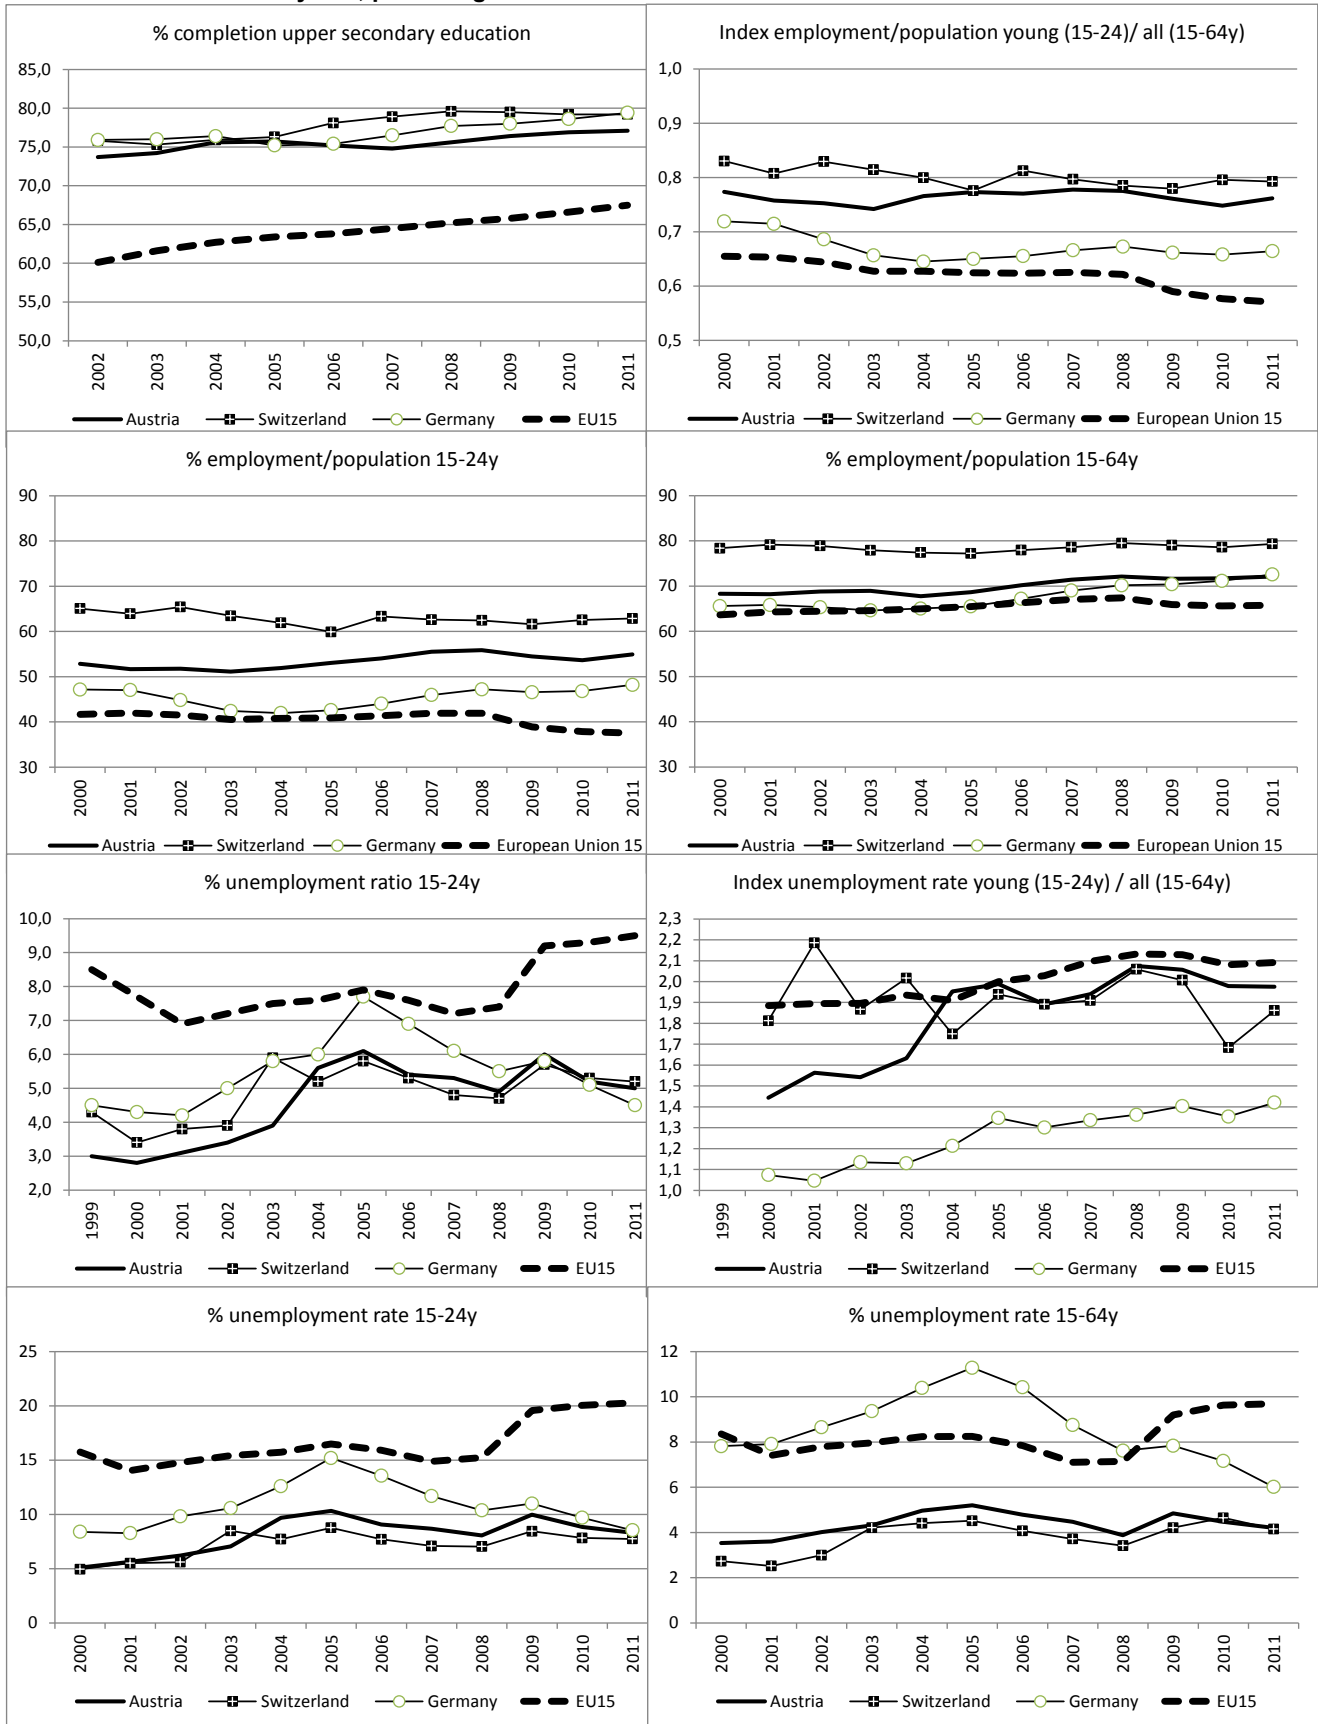 % completion upper secondary education
85,0
80,0
75,0
70,0
65,0
60,0
55,0
50,0
2002 2003 2004 2005 2006 2007 2008 2009 2010 2011
Austria Switzerland Germany EU15
Index employment/population young (15-24)/ all (15-64y)
1,0
0,9
0,8
0,7
0,6
0,5
2000 2001 2002 2003 2004 2005 2006 2007 2008 2009 2010 2011
Austria Switzerland Germany European Union 15
% employment/population 15-24y
90
80
70
60
50
40
30
2000 2001 2002 2003 2004 2005 2006 2007 2008 2009 2010 2011
Austria Switzerland Germany European Union 15
% employment/population 15-64y
90
80
70
60
50
40
30
2000 2001 2002 2003 2004 2005 2006 2007 2008 2009 2010 2011
Austria Switzerland Germany European Union 15
% unemployment ratio 15-24y
10,0
9,0
8,0
7,0
6,0
5,0
4,0
3,0
2,0
1999 2000 2001 2002 2003 2004 2005 2006 2007 2008 2009 2010 2011
Austria Switzerland Germany EU15
Index unemployment rate young (15-24y) / all (15-64y)
2,3
2,2
2,1
2,0
1,9
1,8
1,7
1,6
1,5
1,4
1,3
1,2
1,1
1,0
1999 2000 2001 2002 2003 2004 2005 2006 2007 2008 2009 2010 2011
Austria Switzerland Germany EU15
% unemployment rate 15-24y
25
20
15
10
5
0
2000 2001 2002 2003 2004 2005 2006 2007 2008 2009 2010 2011
Austria Switzerland Germany EU15
% unemployment rate 15-64y
12
10
8
6
4
2
0
2000 2001 2002 2003 2004 2005 2006 2007 2008 2009 2010 2011
Austria Switzerland Germany EU15